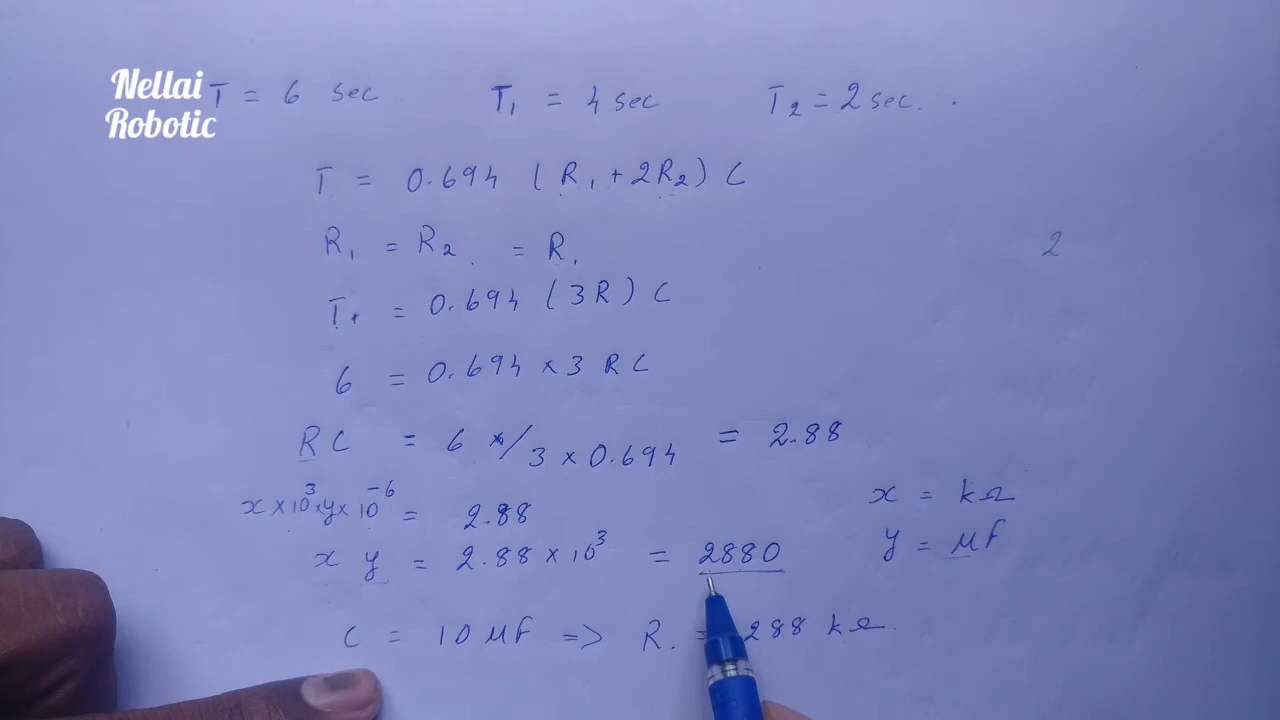 Nellai
Robotic
T = 6 sec T₁ = 4 sec T₂ = 2 sec.
T = 0.694 (R₁ + 2R₂) C
R₁ = R₂ = R.
2
T. = 0.694 (3R) C
6 = 0.694 × 3 RC
RC = 6 / 3 × 0.694 = 2.88
x × 10³ × y × 10⁻⁶ = 2.88
x = kΩ
x y = 2.88 × 10³ = 2880
y = μF
C = 10 μF => R. = 288 kΩ